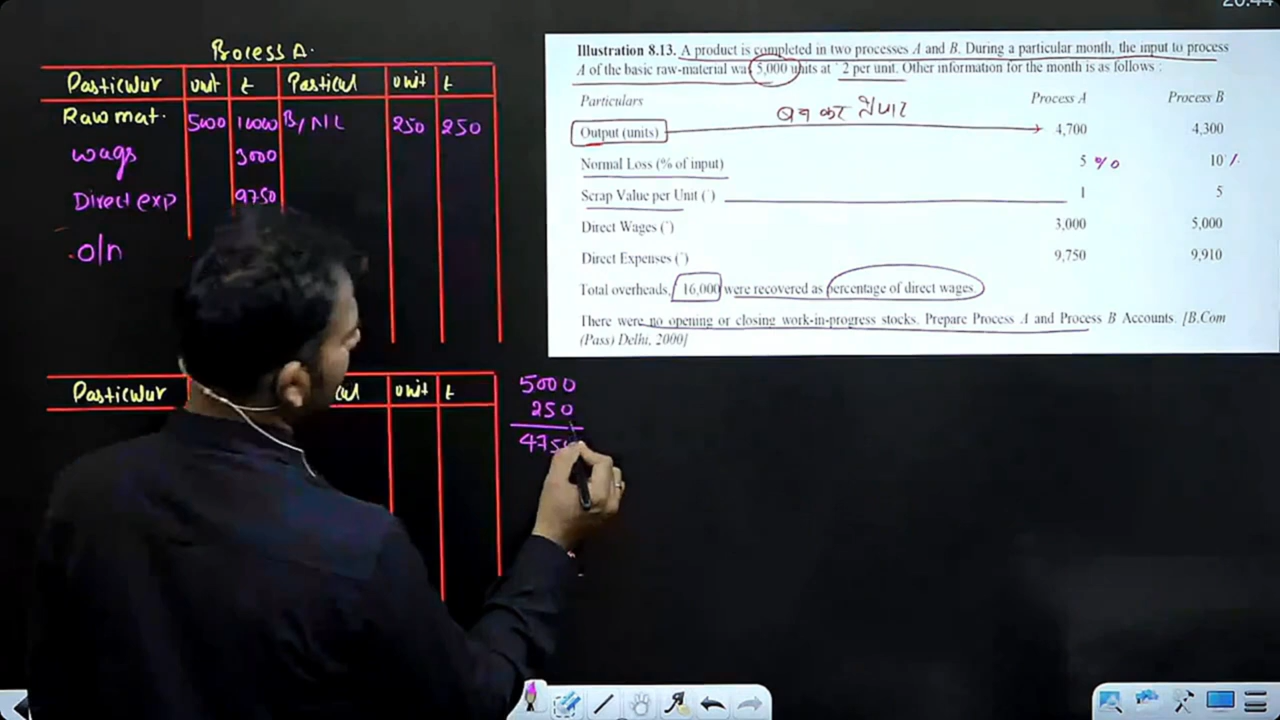 20:44
Process A.
Particular unit ₹ Particul unit ₹
Raw mat. 5000 10000 B/N/L 250 250
wags 3000
Direct exp 9750
O/h
Particular cul unit ₹
5000
250
475
Illustration 8.13. A product is completed in two processes A and B. During a particular month, the input to process
A of the basic raw-material was 5,000 units at ` 2 per unit. Other information for the month is as follows :
Particulars Process A Process B
बन कर तैयार
Output (units) 4,700 4,300
Normal Loss (% of input) 5 % 10 %
Scrap Value per Unit (`) 1 5
Direct Wages (`) 3,000 5,000
Direct Expenses (`) 9,750 9,910
Total overheads, 16,000 were recovered as percentage of direct wages.
There were no opening or closing work-in-progress stocks. Prepare Process A and Process B Accounts. [B.Com
(Pass) Delhi, 2000]